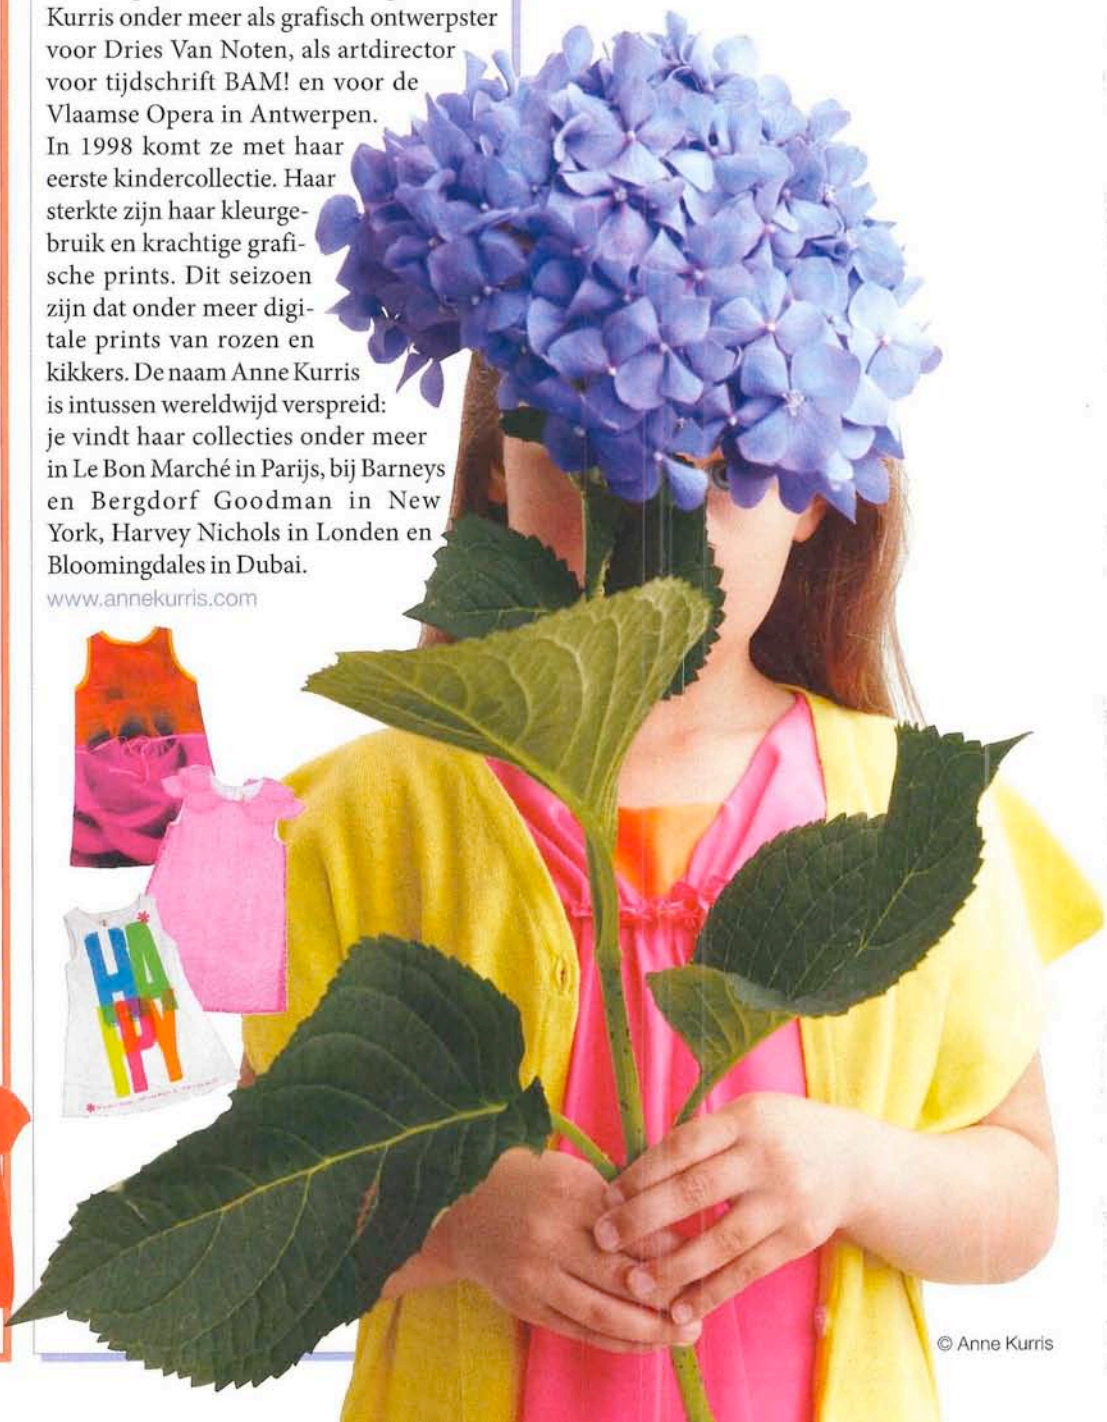 Kurris onder meer als grafisch ontwerpster
voor Dries Van Noten, als artdirector
voor tijdschrift BAM! en voor de
Vlaamse Opera in Antwerpen.
In 1998 komt ze met haar
eerste kindercollectie. Haar
sterkte zijn haar kleurge-
bruik en krachtige grafi-
sche prints. Dit seizoen
zijn dat onder meer digi-
tale prints van rozen en
kikkers. De naam Anne Kurris
is intussen wereldwijd verspreid:
je vindt haar collecties onder meer
in Le Bon Marché in Parijs, bij Barneys
en Bergdorf Goodman in New
York, Harvey Nichols in Londen en
Bloomingdales in Dubai.
www.annekurris.com
HA
PPY
© Anne Kurris